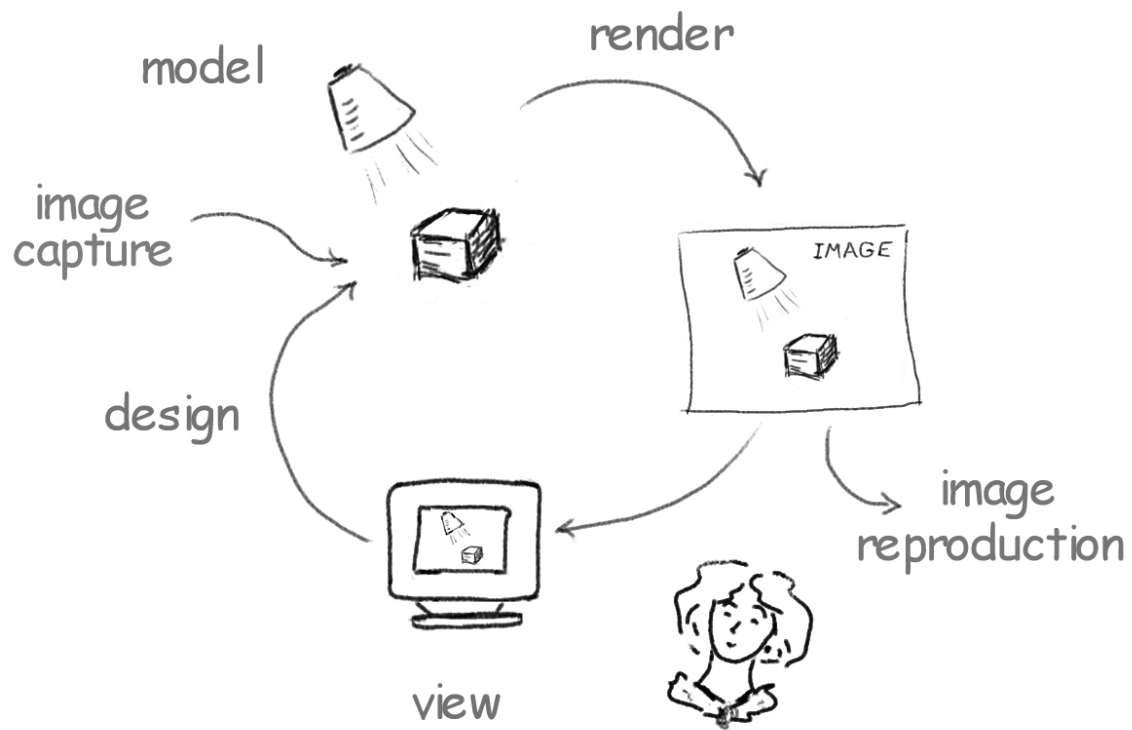 render
model
image
capture
IMAGE
design
image
reproduction
view